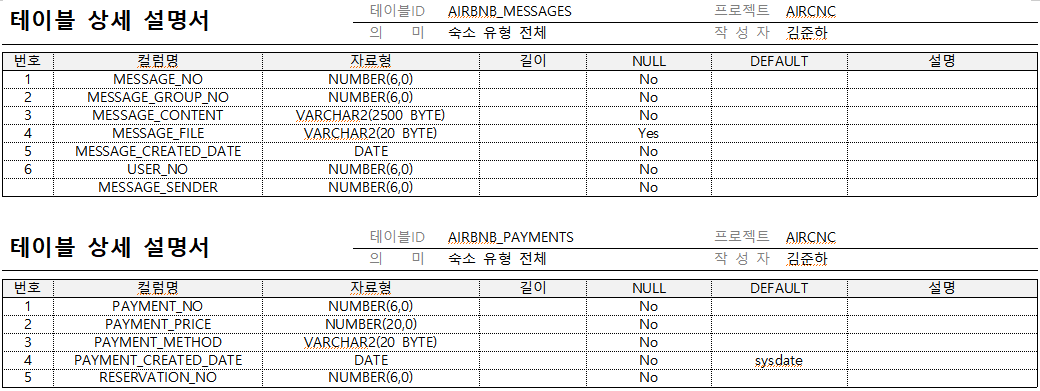 테이블 상세 설명서 테이블ID AIRBNB_MESSAGES 프로젝트 AIRCNC
의 미 숙소 유형 전체 작 성 자 김준하
번호 컬럼명 자료형 길이 NULL DEFAULT 설명
1 MESSAGE_NO NUMBER(6,0) No
2 MESSAGE_GROUP_NO NUMBER(6,0) No
3 MESSAGE_CONTENT VARCHAR2(2500 BYTE) No
4 MESSAGE_FILE VARCHAR2(20 BYTE) Yes
5 MESSAGE_CREATED_DATE DATE No
6 USER_NO NUMBER(6,0) No
MESSAGE_SENDER NUMBER(6,0) No
테이블 상세 설명서 테이블ID AIRBNB_PAYMENTS 프로젝트 AIRCNC
의 미 숙소 유형 전체 작 성 자 김준하
번호 컬럼명 자료형 길이 NULL DEFAULT 설명
1 PAYMENT_NO NUMBER(6,0) No
2 PAYMENT_PRICE NUMBER(20,0) No
3 PAYMENT_METHOD VARCHAR2(20 BYTE) No
4 PAYMENT_CREATED_DATE DATE No sysdate
5 RESERVATION_NO NUMBER(6,0) No